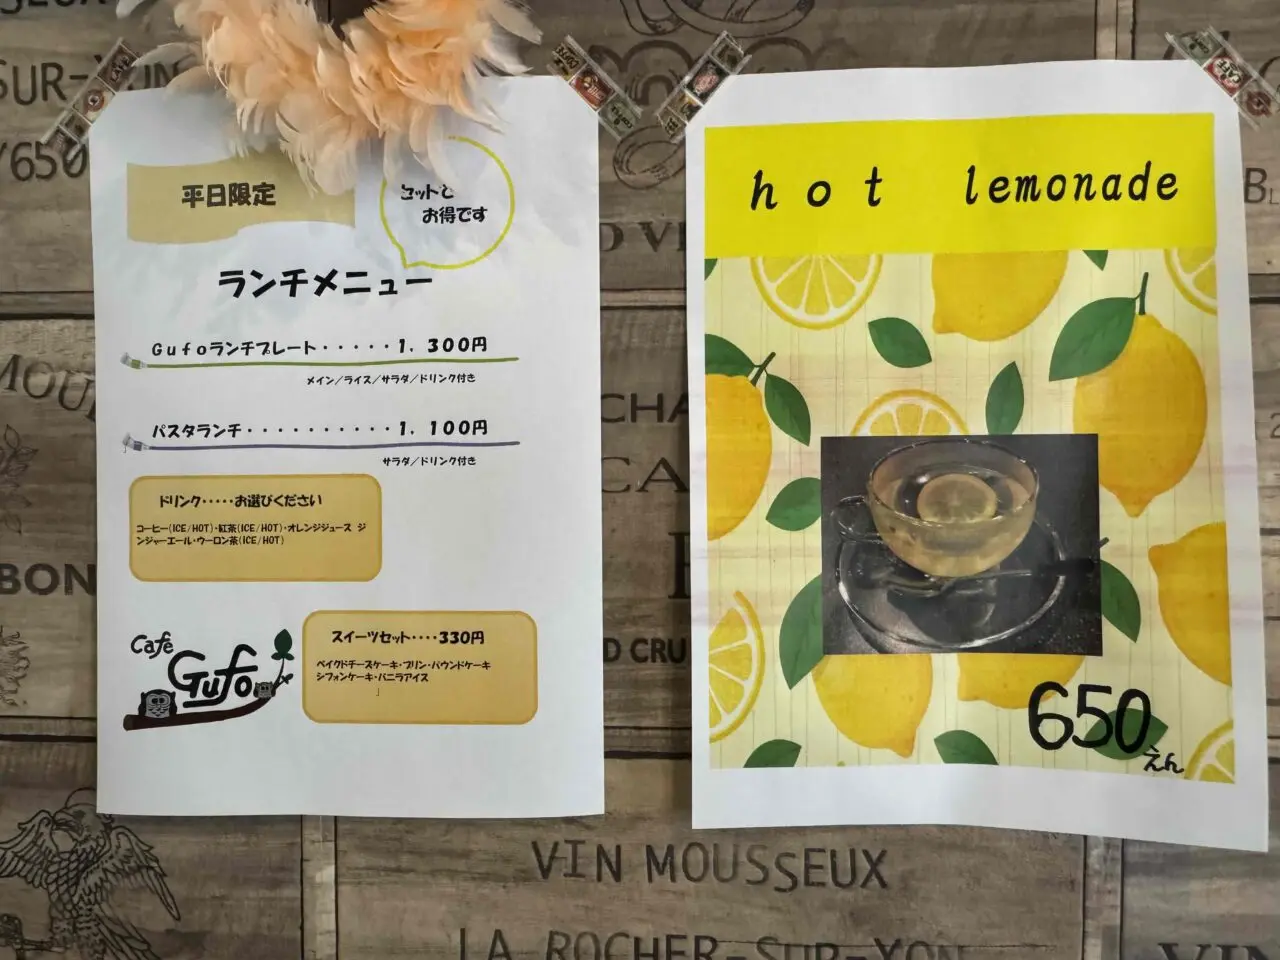 平日限定
セットで
お得です
ランチメニュー
Gufoランチプレート・・・・・1,300円
メイン/ライス/サラダ/ドリンク付き
パスタランチ・・・・・・・・・・1,100円
サラダ/ドリンク付き
ドリンク・・・・・お選びください
コーヒー(ICE/HOT)・紅茶(ICE/HOT)・オレンジジュース ジ
ンジャーエール・ウーロン茶(ICE/HOT)
Cafe Gufo
スイーツセット・・・・330円
ベイクドチーズケーキ・プリン・パウンドケーキ
シフォンケーキ・バニラアイス
」
hot lemonade
650
えん
SUR-
/650
MOU
BON
CHA
CA
D CRU
VIN MOUSSEUX
LA ROCHER-SUR-YON
VIN